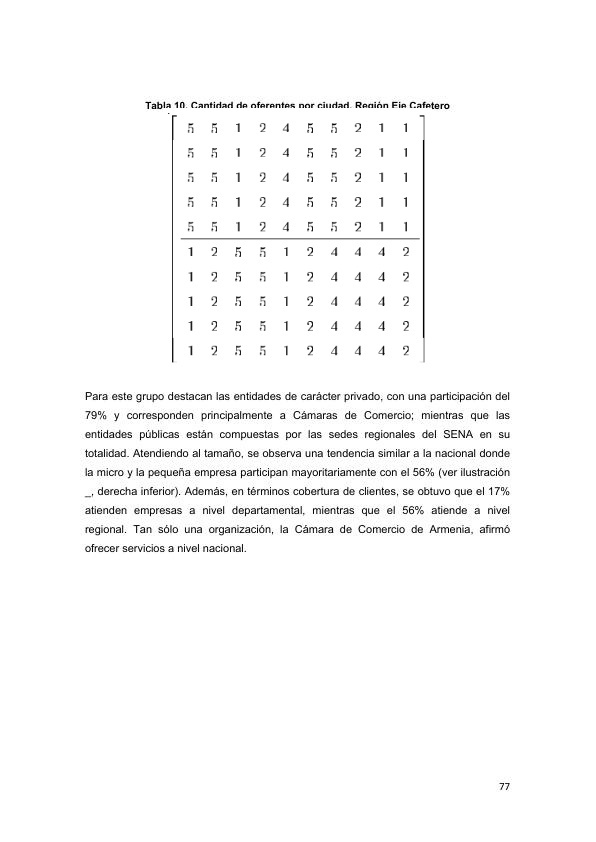 Tabla 10. Cantidad de oferentes por ciudad. Región Eje Cafetero
5 5 1 2 4 5 5 2 1 1
5 5 1 2 4 5 5 2 1 1
5 5 1 2 4 5 5 2 1 1
5 5 1 2 4 5 5 2 1 1
5 5 1 2 4 5 5 2 1 1
1 2 5 5 1 2 4 4 4 2
1 2 5 5 1 2 4 4 4 2
1 2 5 5 1 2 4 4 4 2
1 2 5 5 1 2 4 4 4 2
1 2 5 5 1 2 4 4 4 2
Para este grupo destacan las entidades de carácter privado, con una participación del
79% y corresponden principalmente a Cámaras de Comercio; mientras que las
entidades públicas están compuestas por las sedes regionales del SENA en su
totalidad. Atendiendo al tamaño, se observa una tendencia similar a la nacional donde
la micro y la pequeña empresa participan mayoritariamente con el 56% (ver ilustración
_, derecha inferior). Además, en términos cobertura de clientes, se obtuvo que el 17%
atienden empresas a nivel departamental, mientras que el 56% atiende a nivel
regional. Tan sólo una organización, la Cámara de Comercio de Armenia, afirmó
ofrecer servicios a nivel nacional.
77